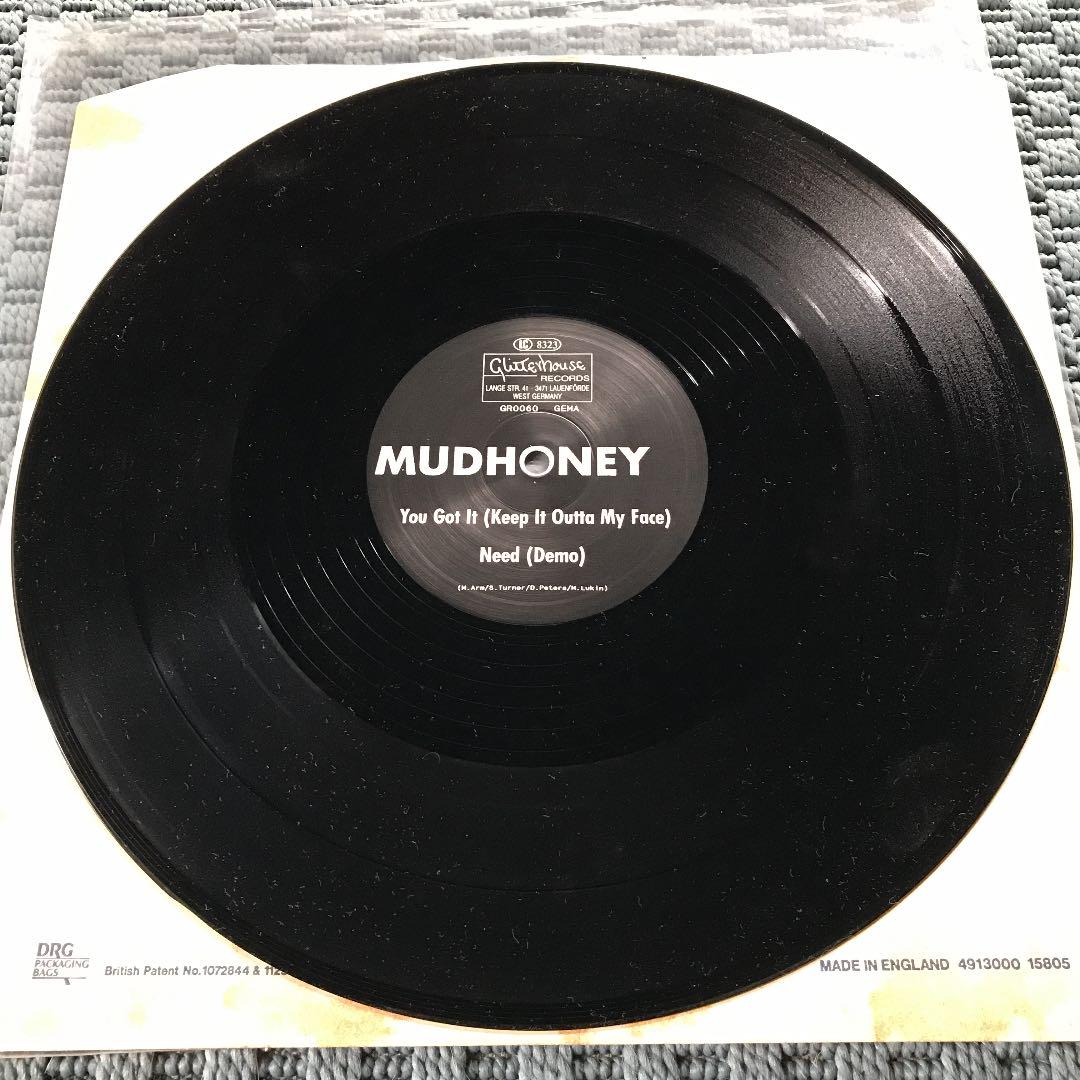 LC 8323
Glitterhouse
RECORDS
LANGE STR. 41 3471 LAUENFÖRDE
WEST GERMANY
GR0060 GEMA
MUDHONEY
You Got It (Keep It Outta My Face)
Need (Demo)
(M.Arm/S.Turner/D.Peters/M.Lukin)
DRG
PACKAGING
BAGS
British Patent No.1072844 &
MADE IN ENGLAND 4913000 15805